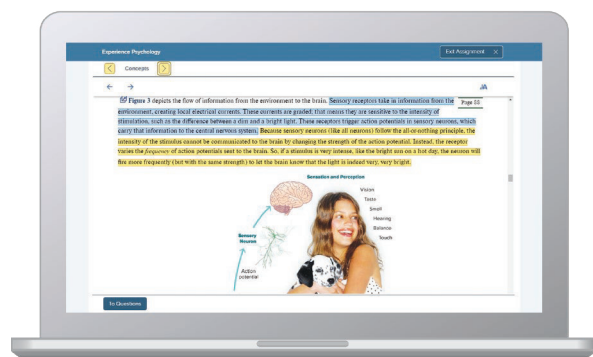 Experience Psychology
Exit Assignment X
Concepts
Figure 3 depicts the flow of information from the environment to the brain. Sensory receptors take in information from the
Page 88
environment, creating local electrical currents. These currents are graded; that means they are sensitive to the intensity of
stimulation, such as the difference between a dim and a bright light. These receptors trigger action potentials in sensory neurons, which
carry that information to the central nervous system. Because sensory neurons (like all neurons) follow the all-or-nothing principle, the
intensity of the stimulus cannot be communicated to the brain by changing the strength of the action potential. Instead, the receptor
varies the frequency of action potentials sent to the brain. So, if a stimulus is very intense, like the bright sun on a hot day, the neuron will
fire more frequently (but with the same strength) to let the brain know that the light is indeed very, very bright.
Sensation and Perception
Vision
Taste
Smell
Hearing
Balance
Touch
Sensory
Neuron
Action
potential
To Questions